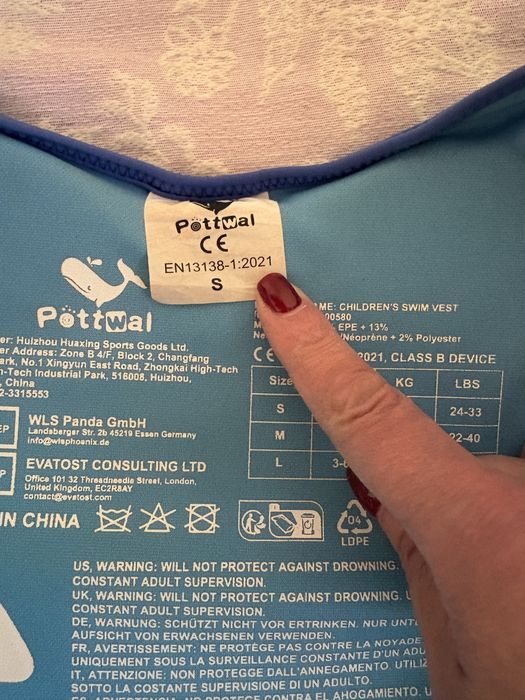 Pottwal
CE
EN13138-1:2021
S
Pottwal
er: Huizhou Huaxing Sports Goods Ltd.
er Address: Zone B 4/F, Block 2, Changfang
ark, No.1 Xingyun East Road, Zhongkai High-Tech
n-Tech Industrial Park, 516008, Huizhou,
, China
2-3315553
ME: CHILDREN'S SWIM VEST
00580
EPE + 13%
Ne /Neoprène + 2% Polyester
CE 2021, CLASS B DEVICE
Size KG LBS
S 24-33
M 22-40
L 3-
EP
WLS Panda GmbH
Landsberger Str. 2b 45219 Essen Germany
info@wlsphoenix.de
P
EVATOST CONSULTING LTD
Office 101 32 Threadneedle Street, London,
United Kingdom, EC2R8AY
contact@evatost.com
IN CHINA
04
LDPE
US, WARNING: WILL NOT PROTECT AGAINST DROWNING.
CONSTANT ADULT SUPERVISION.
UK, WARNING: WILL NOT PROTECT AGAINST DROWNING. U
CONSTANT ADULT SUPERVISION.
DE, WARNUNG: SCHÜTZT NICHT VOR ERTRINKEN. NUR UNT
AUFSICHT VON ERWACHSENEN VERWENDEN.
FR, AVERTISSEMENT: NE PROTÈGE PAS CONTRE LA NOYADE
UNIQUEMENT SOUS LA SURVEILLANCE CONSTANTE D'UN ADU
IT, ATTENZIONE: NON PROTEGGE DALL'ANNEGAMENTO. UTILIZ
SOTTO LA COSTANTE SUPERVISIONE DI UN ADULTO.